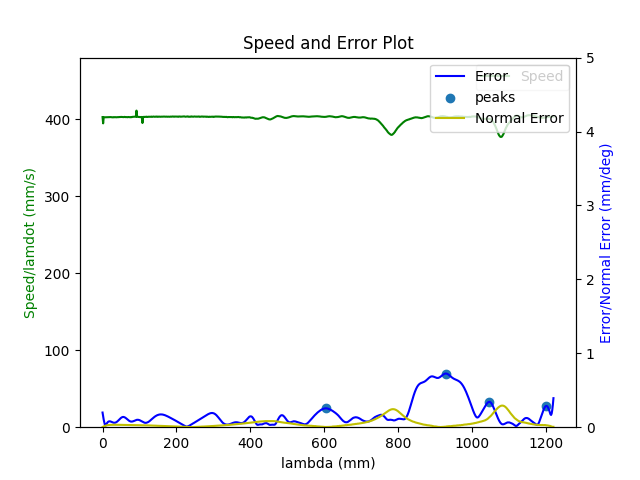 Speed and Error Plot
Speed
Error
peaks
Normal Error
Speed/lamdot (mm/s)
400
300
200
100
0
5
4
3
2
1
0
Error/Normal Error (mm/deg)
0 200 400 600 800 1000 1200
lambda (mm)